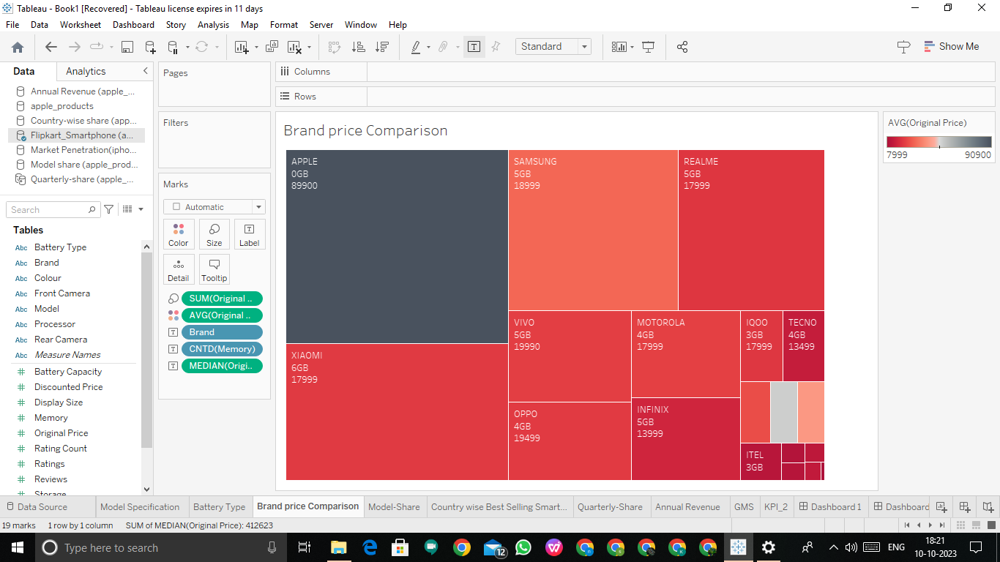 Tableau - Book1 [Recovered] - Tableau license expires in 11 days
File Data Worksheet Dashboard Story Analysis Map Format Server Window Help
Standard
Show Me
Data Analytics
Annual Revenue (apple_...
apple_products
Country-wise share (app...
Flipkart_Smartphone (a...
Market Penetration(ipho...
Model share (apple_prod...
Quarterly-share (apple_...
Search
Tables
Abc Battery Type
Abc Brand
Abc Colour
Abc Front Camera
Abc Model
Abc Processor
Abc Rear Camera
Abc Measure Names
Battery Capacity
Discounted Price
Display Size
Memory
Original Price
Rating Count
Ratings
Reviews
Storage
Pages
Filters
Marks
Automatic
Color Size Label
Detail Tooltip
SUM(Original ..
AVG(Original ..
Brand
CNTD(Memory)
MEDIAN(Origi..
Columns
Rows
Brand price Comparison
APPLE
0GB
89900
SAMSUNG
5GB
18999
REALME
5GB
17999
XIAOMI
6GB
17999
VIVO
5GB
19990
MOTOROLA
4GB
17999
IQOO
3GB
17999
TECNO
4GB
13499
OPPO
4GB
19499
INFINIX
5GB
13999
ITEL
3GB
AVG(Original Price)
7999 90900
Data Source Model Specification Battery Type Brand price Comparison Model-Share Country wise Best Selling Smart... Quarterly-Share Annual Revenue GMS KPI_2 Dashboard 1 Dashboard
19 marks 1 row by 1 column SUM of MEDIAN(Original Price): 412623
Type here to search
12
ENG
18:21
10-10-2023